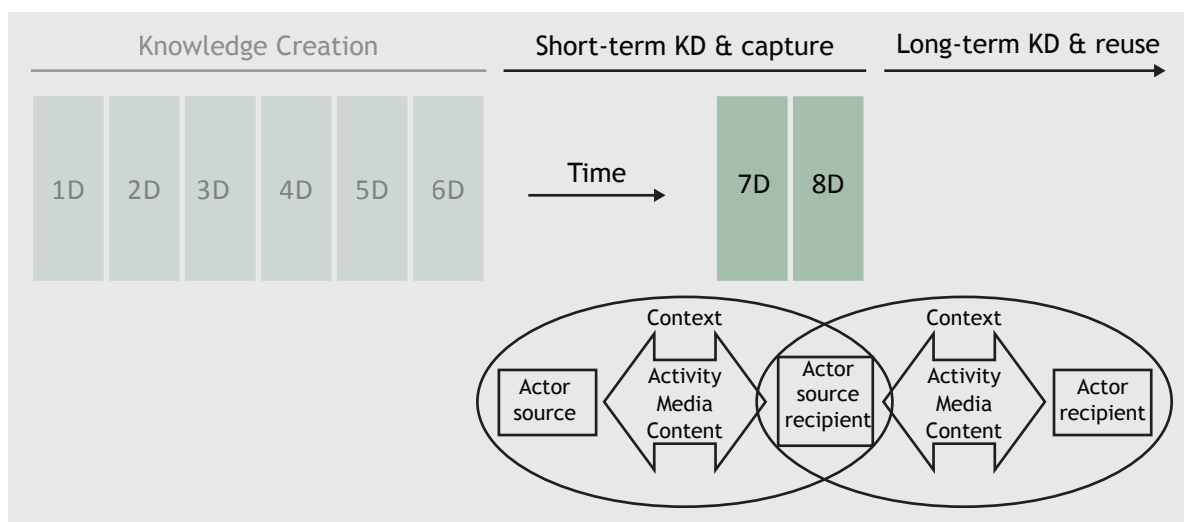 Knowledge Creation
Short-term KD & capture
Long-term KD & reuse
1D
2D
3D
4D
5D
6D
Time
7D
8D
Context
Actor
source
Activity
Media
Content
Actor
source
recipient
Context
Activity
Media
Content
Actor
recipient